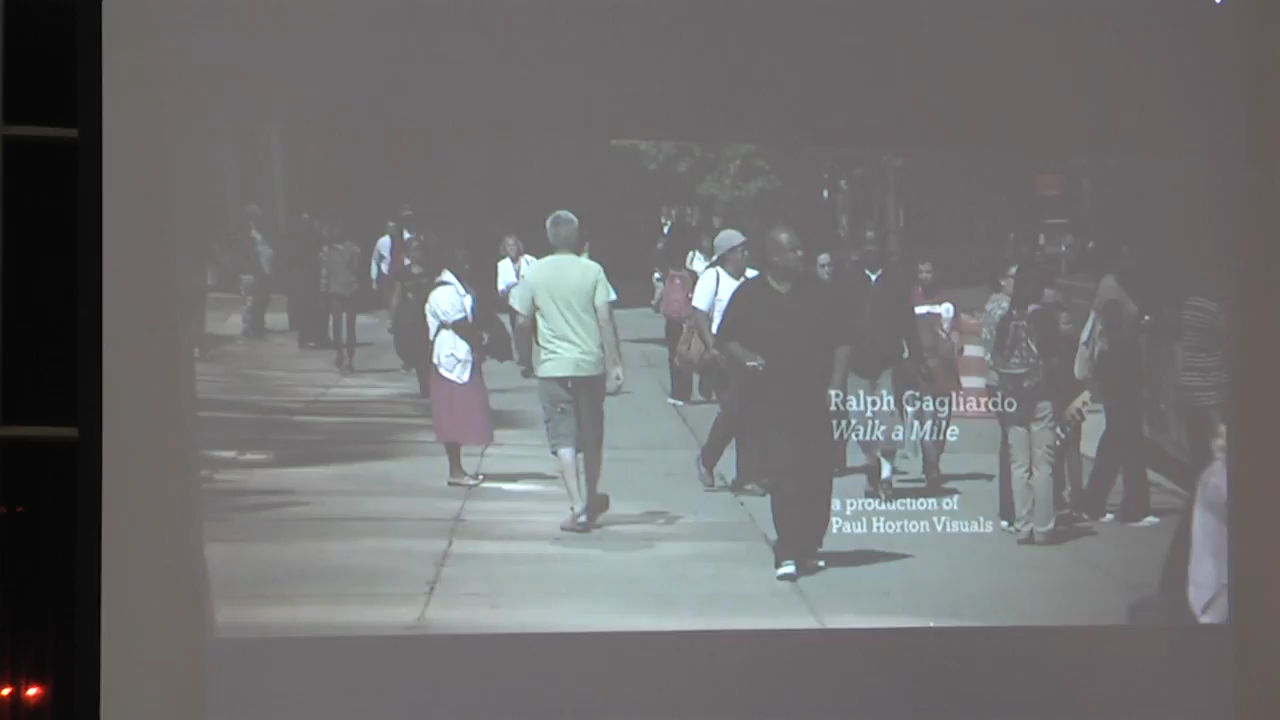 Ralph Gagliardo
Walk a Mile
a production of
Paul Horton Visuals